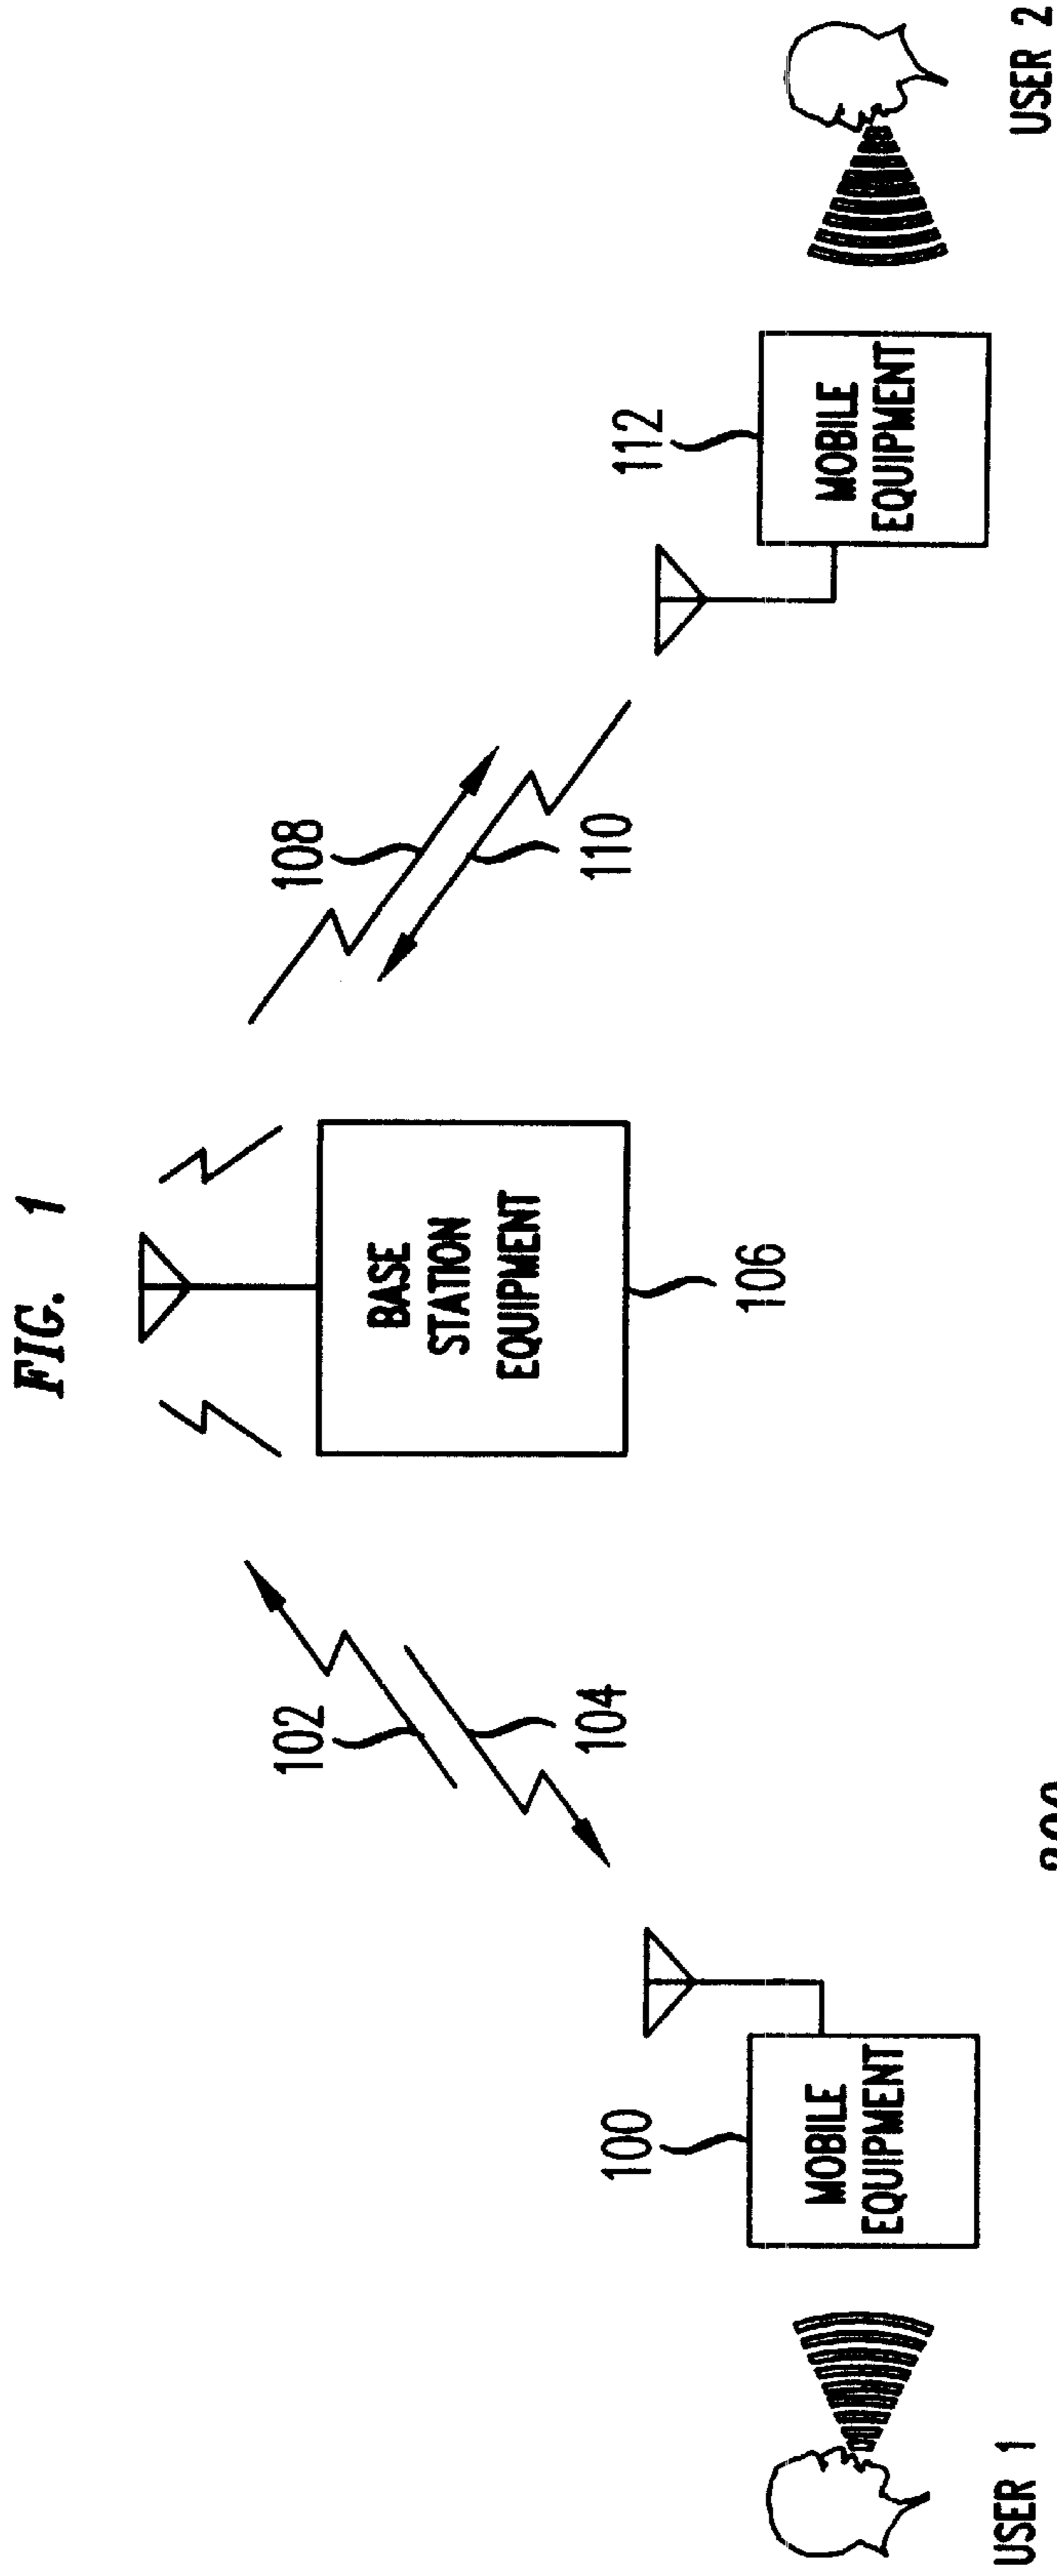 FIG. 1
102
104
108
110
BASE
STATION
EQUIPMENT
106
100
MOBILE
EQUIPMENT
112
MOBILE
EQUIPMENT
USER 1
USER 2